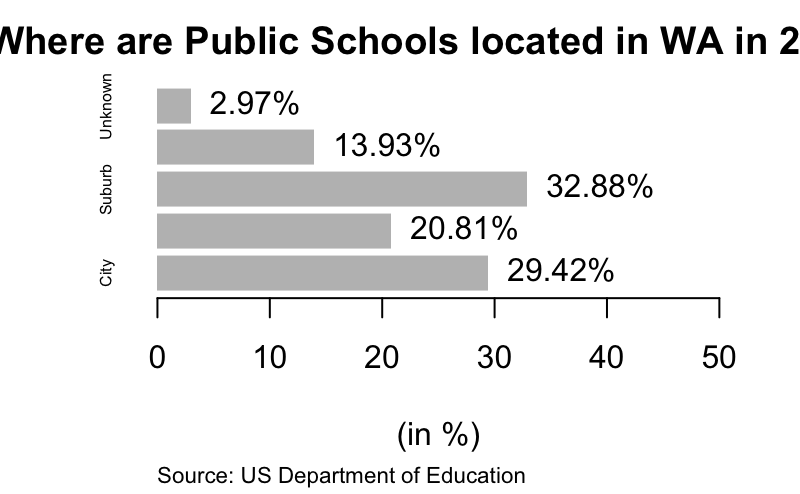 Where are Public Schools located in WA in 2
Unknown
2.97%
13.93%
Suburb
32.88%
20.81%
City
29.42%
0 10 20 30 40 50
(in %)
Source: US Department of Education